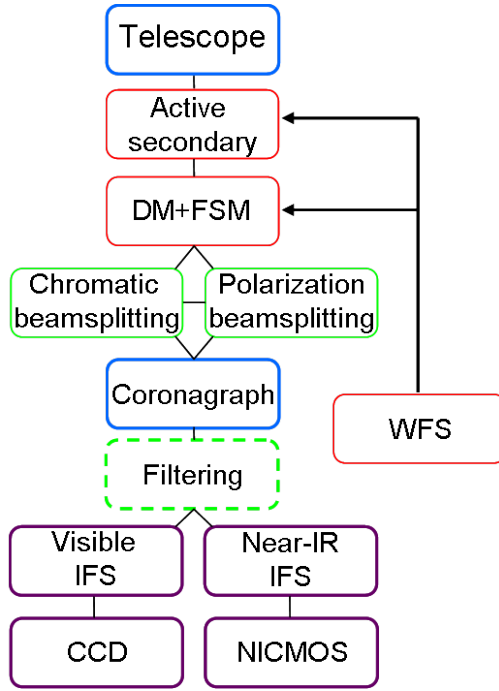 Telescope
Active
secondary
DM+FSM
Chromatic
beamsplitting
Polarization
beamsplitting
Coronagraph
WFS
Filtering
Visible
IFS
Near-IR
IFS
CCD
NICMOS